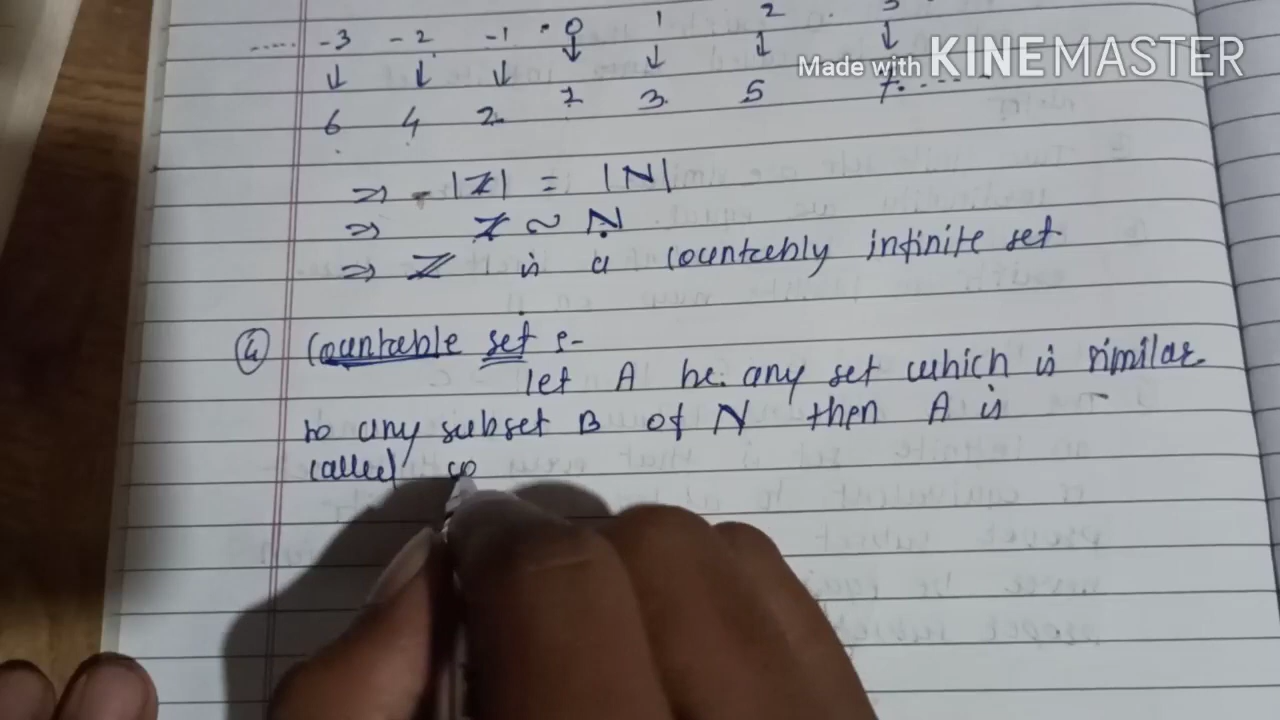 ..... -3 -2 -1 0 1 2 3
Made with KINEMASTER
↓ ↓ ↓ ↓ ↓ ↓ ↓
6 4 2 1 3 5 7.....
⇒ |Z| = |N|
⇒ Z ~ N
⇒ Z is a countably infinite set
④ Countable set :-
let A be any set which is similar
to any subset B of N then A is
called co